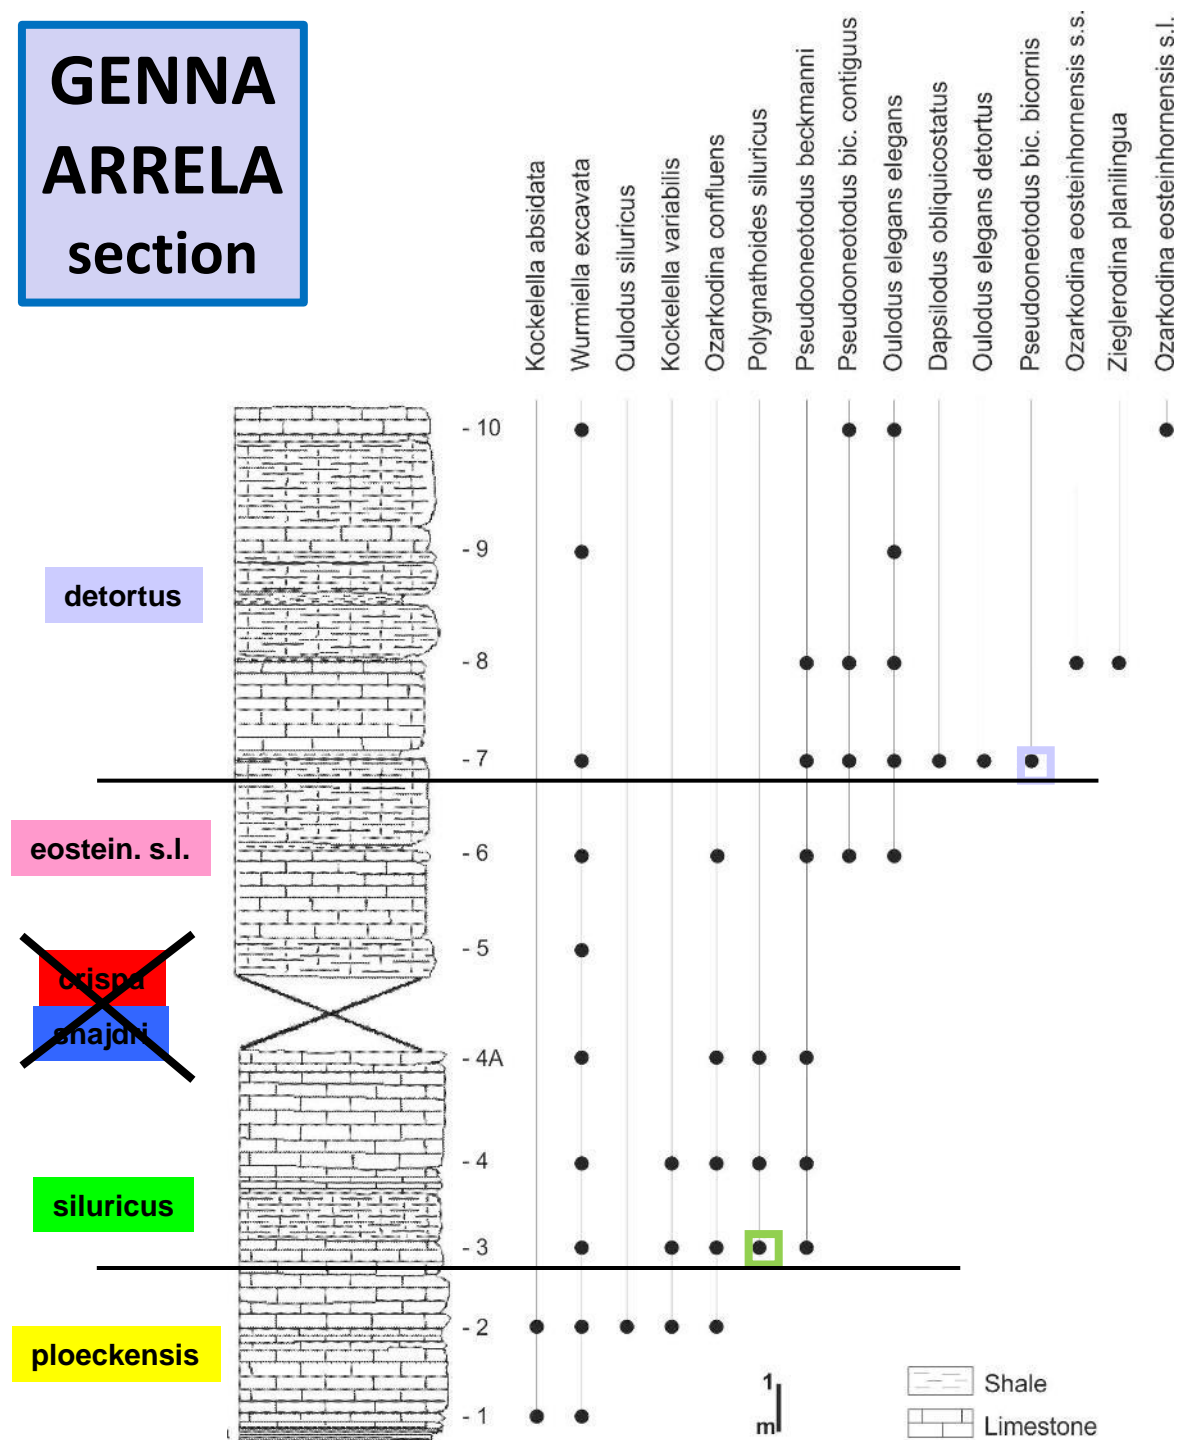 GENNA
ARRELA
section
Kockelella absidata
Wurmiella excavata
Oulodus siluricus
Kockelella variabilis
Ozarkodina confluens
Polygnathoides siluricus
Pseudooneotodus beckmanni
Pseudooneotodus bic. contiguus
Oulodus elegans elegans
Dapsilodus obliquicostatus
Oulodus elegans detortus
Pseudooneotodus bic. bicornis
Ozarkodina eosteinhornensis s.s.
Zieglerodina planilingua
Ozarkodina eosteinhornensis s.l.
- 10
- 9
detortus
- 8
- 7
eostein. s.l.
- 6
- 5
crispa
snajdri
- 4A
- 4
siluricus
- 3
- 2
ploeckensis
- 1
1
m
Shale
Limestone